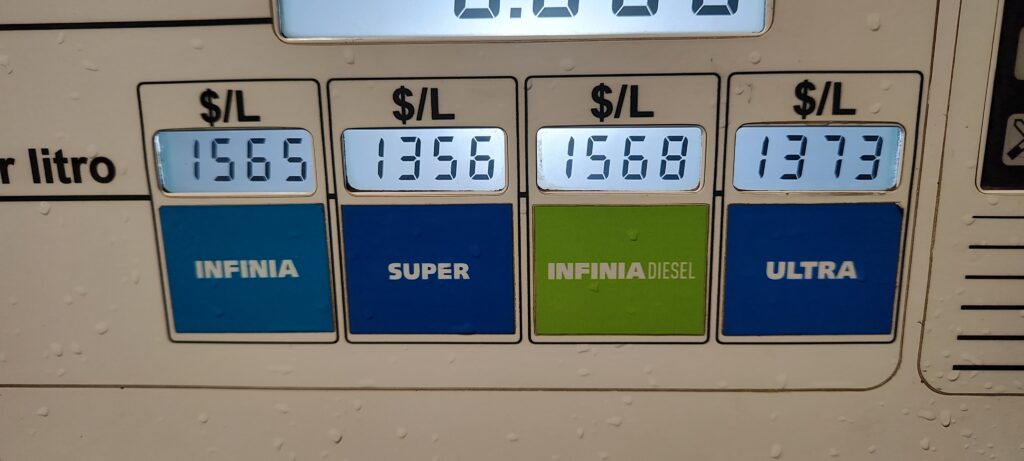 $/L $/L $/L $/L
1565 1356 1568 1373
litro
INFINIA SUPER INFINIA DIESEL ULTRA